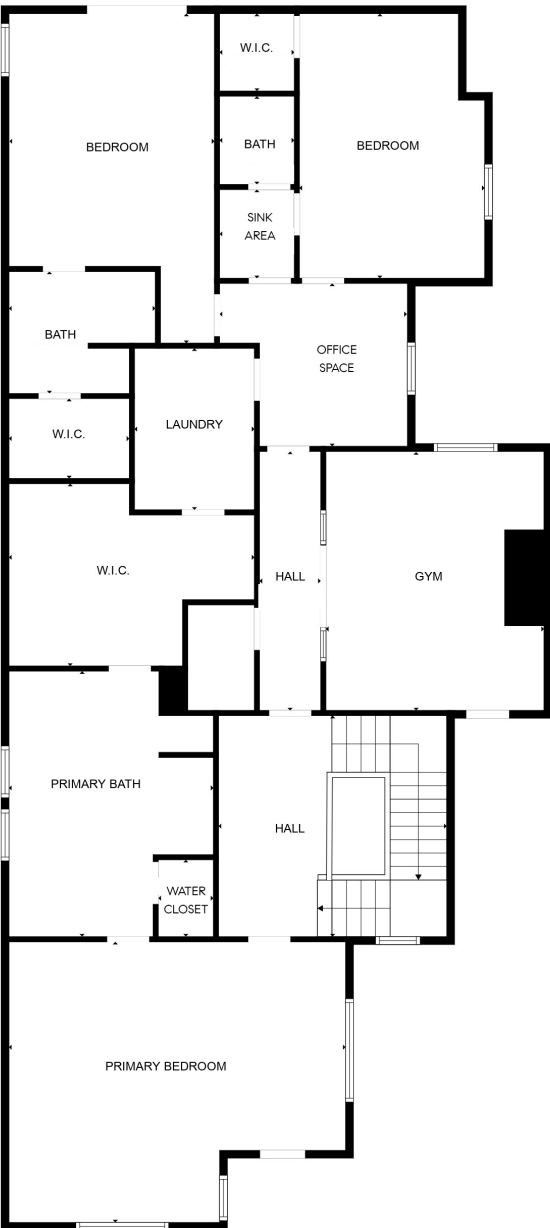 W.I.C.
BEDROOM
BATH
BEDROOM
SINK
AREA
BATH
OFFICE
SPACE
LAUNDRY
W.I.C.
W.I.C.
HALL
GYM
PRIMARY BATH
HALL
WATER
CLOSET
PRIMARY BEDROOM